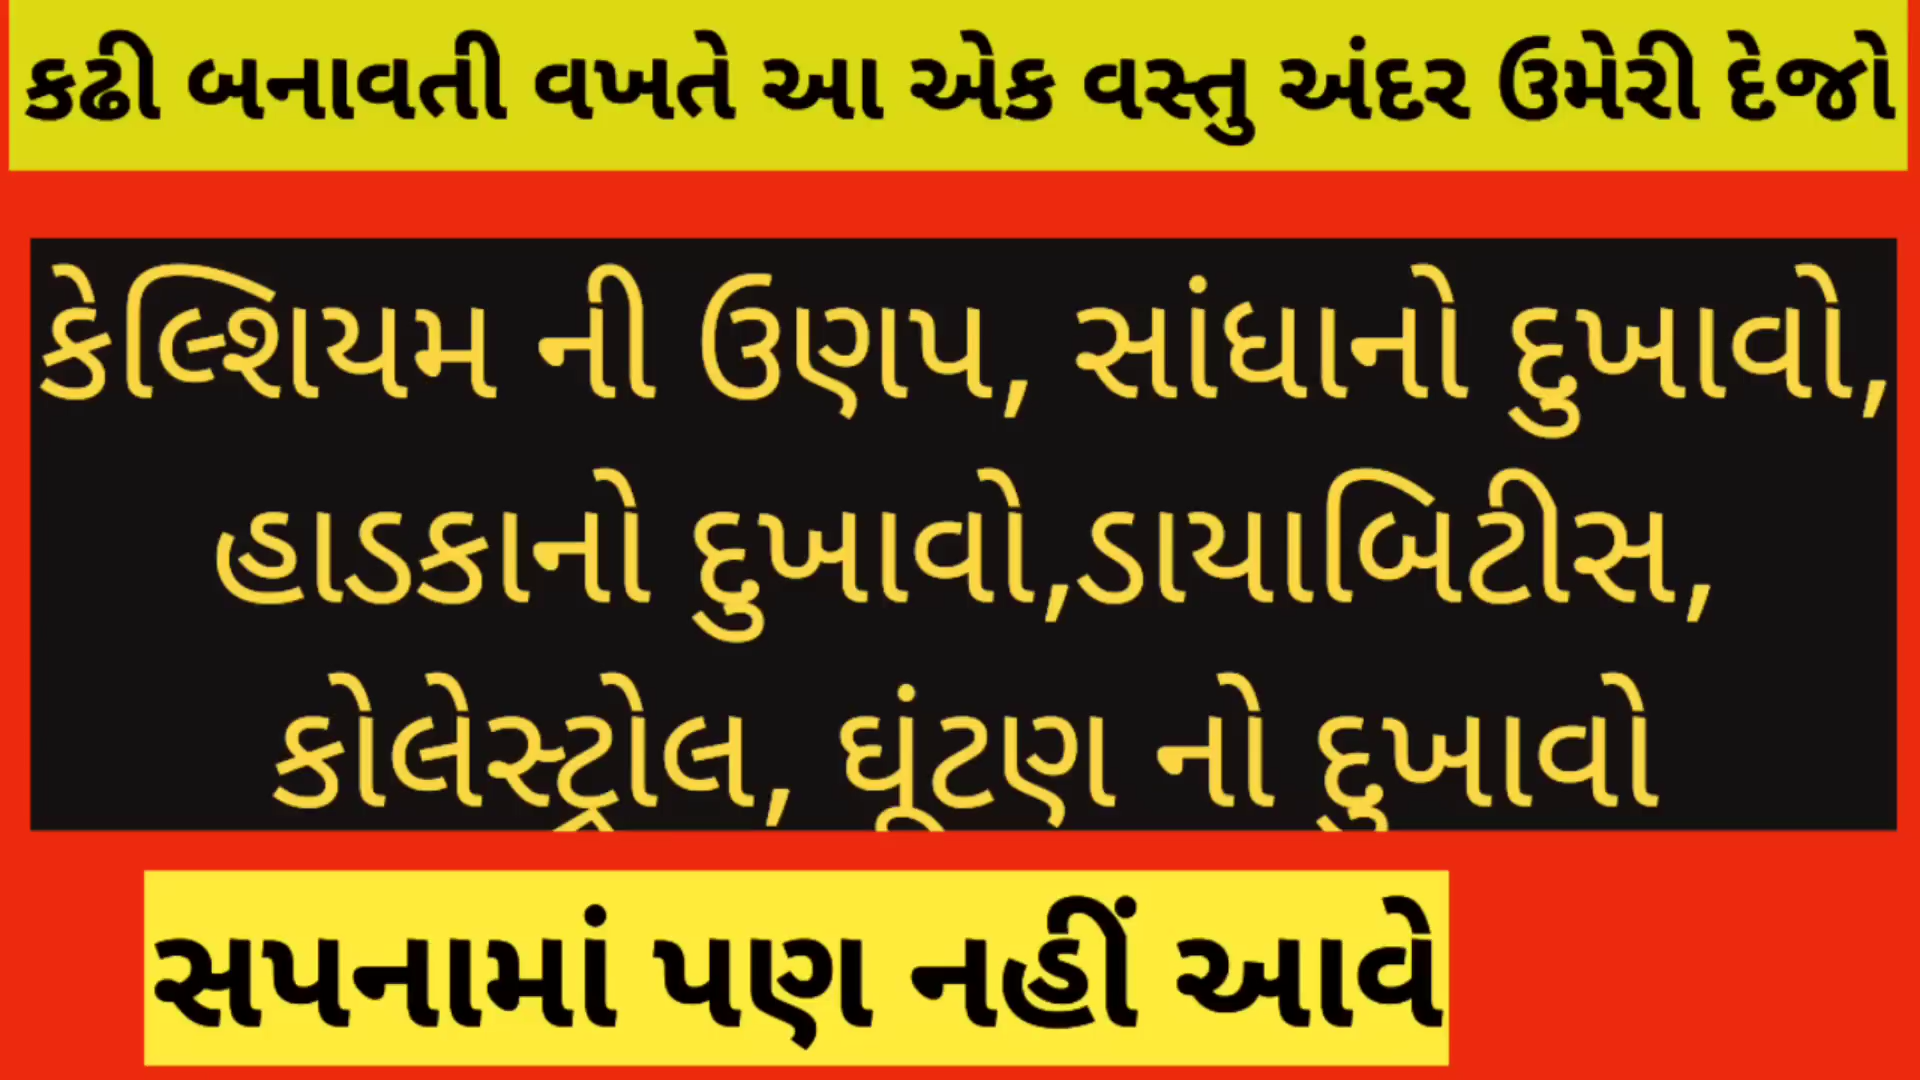 કઢી બનાવતી વખતે આ એક વસ્તુ અંદર ઉમેરી દેજો
કેલ્શિયમ ની ઉણપ, સાંધાનો દુખાવો,
હાડકાનો દુખાવો,ડાયાબિટીસ,
કોલેસ્ટ્રોલ, ઘૂંટણ નો દુખાવો
સપનામાં પણ નહીં આવે